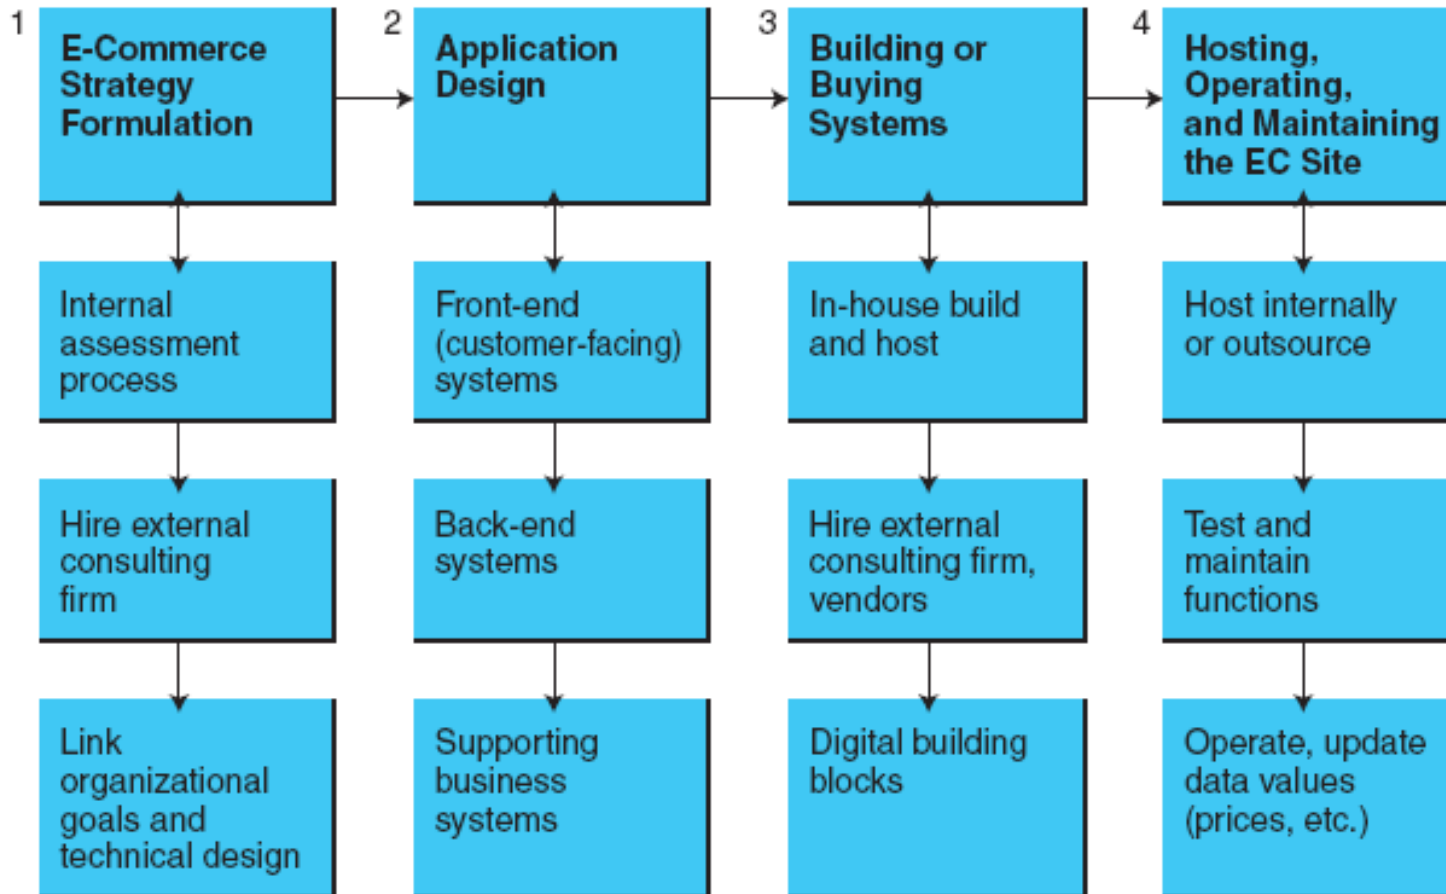 1
E-Commerce
Strategy
Formulation
2
Application
Design
3
Building or
Buying
Systems
4
Hosting,
Operating,
and Maintaining
the EC Site
Internal
assessment
process
Front-end
(customer-facing)
systems
In-house build
and host
Host internally
or outsource
Hire external
consulting
firm
Back-end
systems
Hire external
consulting firm,
vendors
Test and
maintain
functions
Link
organizational
goals and
technical design
Supporting
business
systems
Digital building
blocks
Operate, update
data values
(prices, etc.)